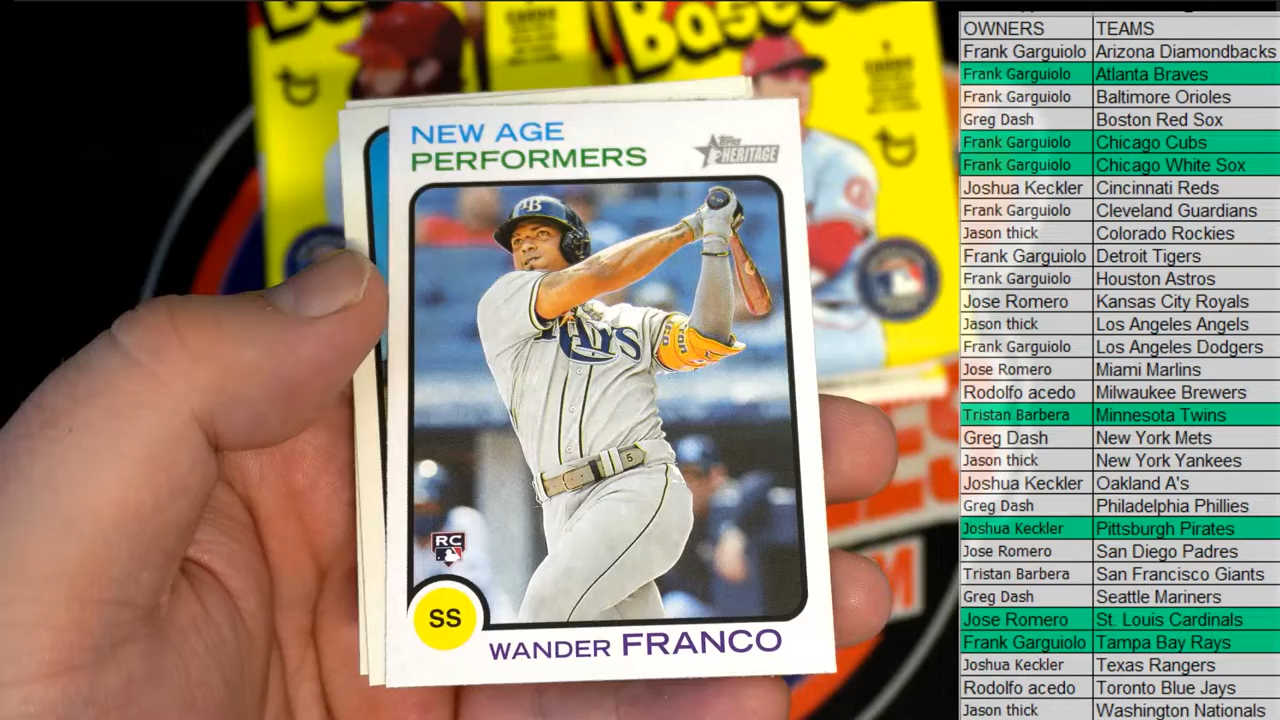 Baseball
NEW AGE
PERFORMERS
Topps
HERITAGE
RAYS
5
RC
SS
WANDER FRANCO
OWNERS TEAMS
Frank Garguiolo Arizona Diamondbacks
Frank Garguiolo Atlanta Braves
Frank Garguiolo Baltimore Orioles
Greg Dash Boston Red Sox
Frank Garguiolo Chicago Cubs
Frank Garguiolo Chicago White Sox
Joshua Keckler Cincinnati Reds
Frank Garguiolo Cleveland Guardians
Jason thick Colorado Rockies
Frank Garguiolo Detroit Tigers
Frank Garguiolo Houston Astros
Jose Romero Kansas City Royals
Jason thick Los Angeles Angels
Frank Garguiolo Los Angeles Dodgers
Jose Romero Miami Marlins
Rodolfo acedo Milwaukee Brewers
Tristan Barbera Minnesota Twins
Greg Dash New York Mets
Jason thick New York Yankees
Joshua Keckler Oakland A's
Greg Dash Philadelphia Phillies
Joshua Keckler Pittsburgh Pirates
Jose Romero San Diego Padres
Tristan Barbera San Francisco Giants
Greg Dash Seattle Mariners
Jose Romero St. Louis Cardinals
Frank Garguiolo Tampa Bay Rays
Joshua Keckler Texas Rangers
Rodolfo acedo Toronto Blue Jays
Jason thick Washington Nationals